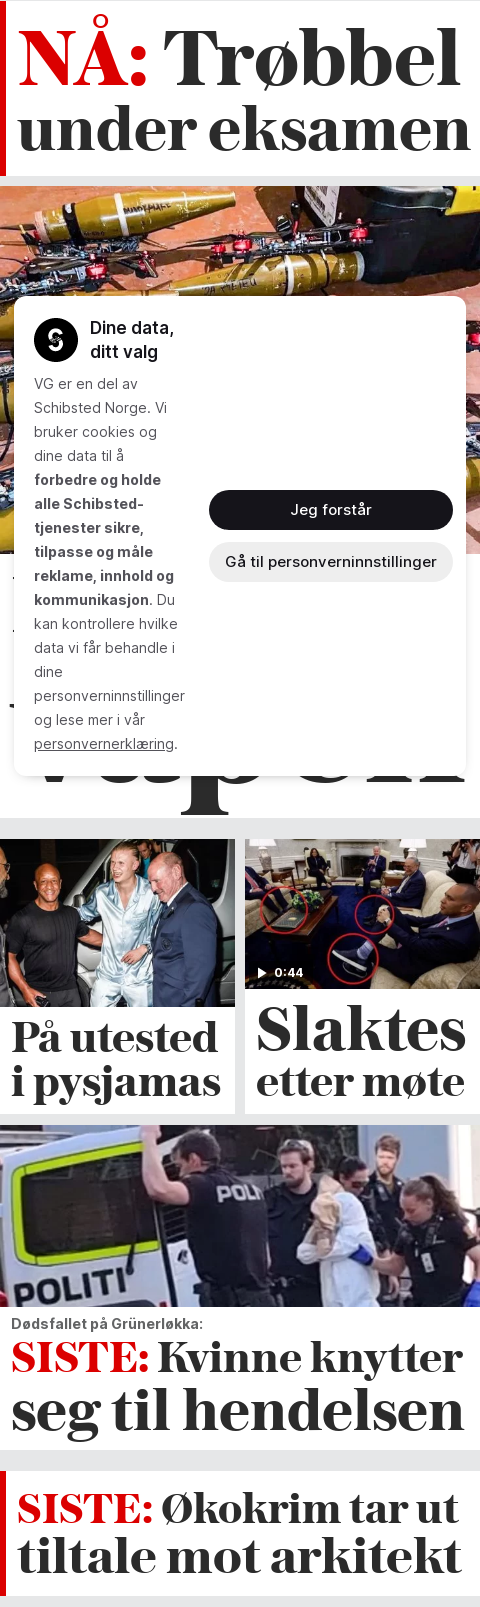 NÅ: Trøbbel
under eksamen
Dine data,
ditt valg
VG er en del av
Schibsted Norge. Vi
bruker cookies og
dine data til å
forbedre og holde
alle Schibsted-
tjenester sikre,
tilpasse og måle
reklame, innhold og
kommunikasjon. Du
kan kontrollere hvilke
data vi får behandle i
dine
personverninnstillinger
og lese mer i vår
personvernerklæring.
Jeg forstår
Gå til personverninnstillinger
På utested
i pysjamas
0:44
Slaktes
etter møte
POLITI
Dødsfallet på Grünerløkka:
SISTE: Kvinne knytter
seg til hendelsen
SISTE: Økokrim tar ut
tiltale mot arkitekt